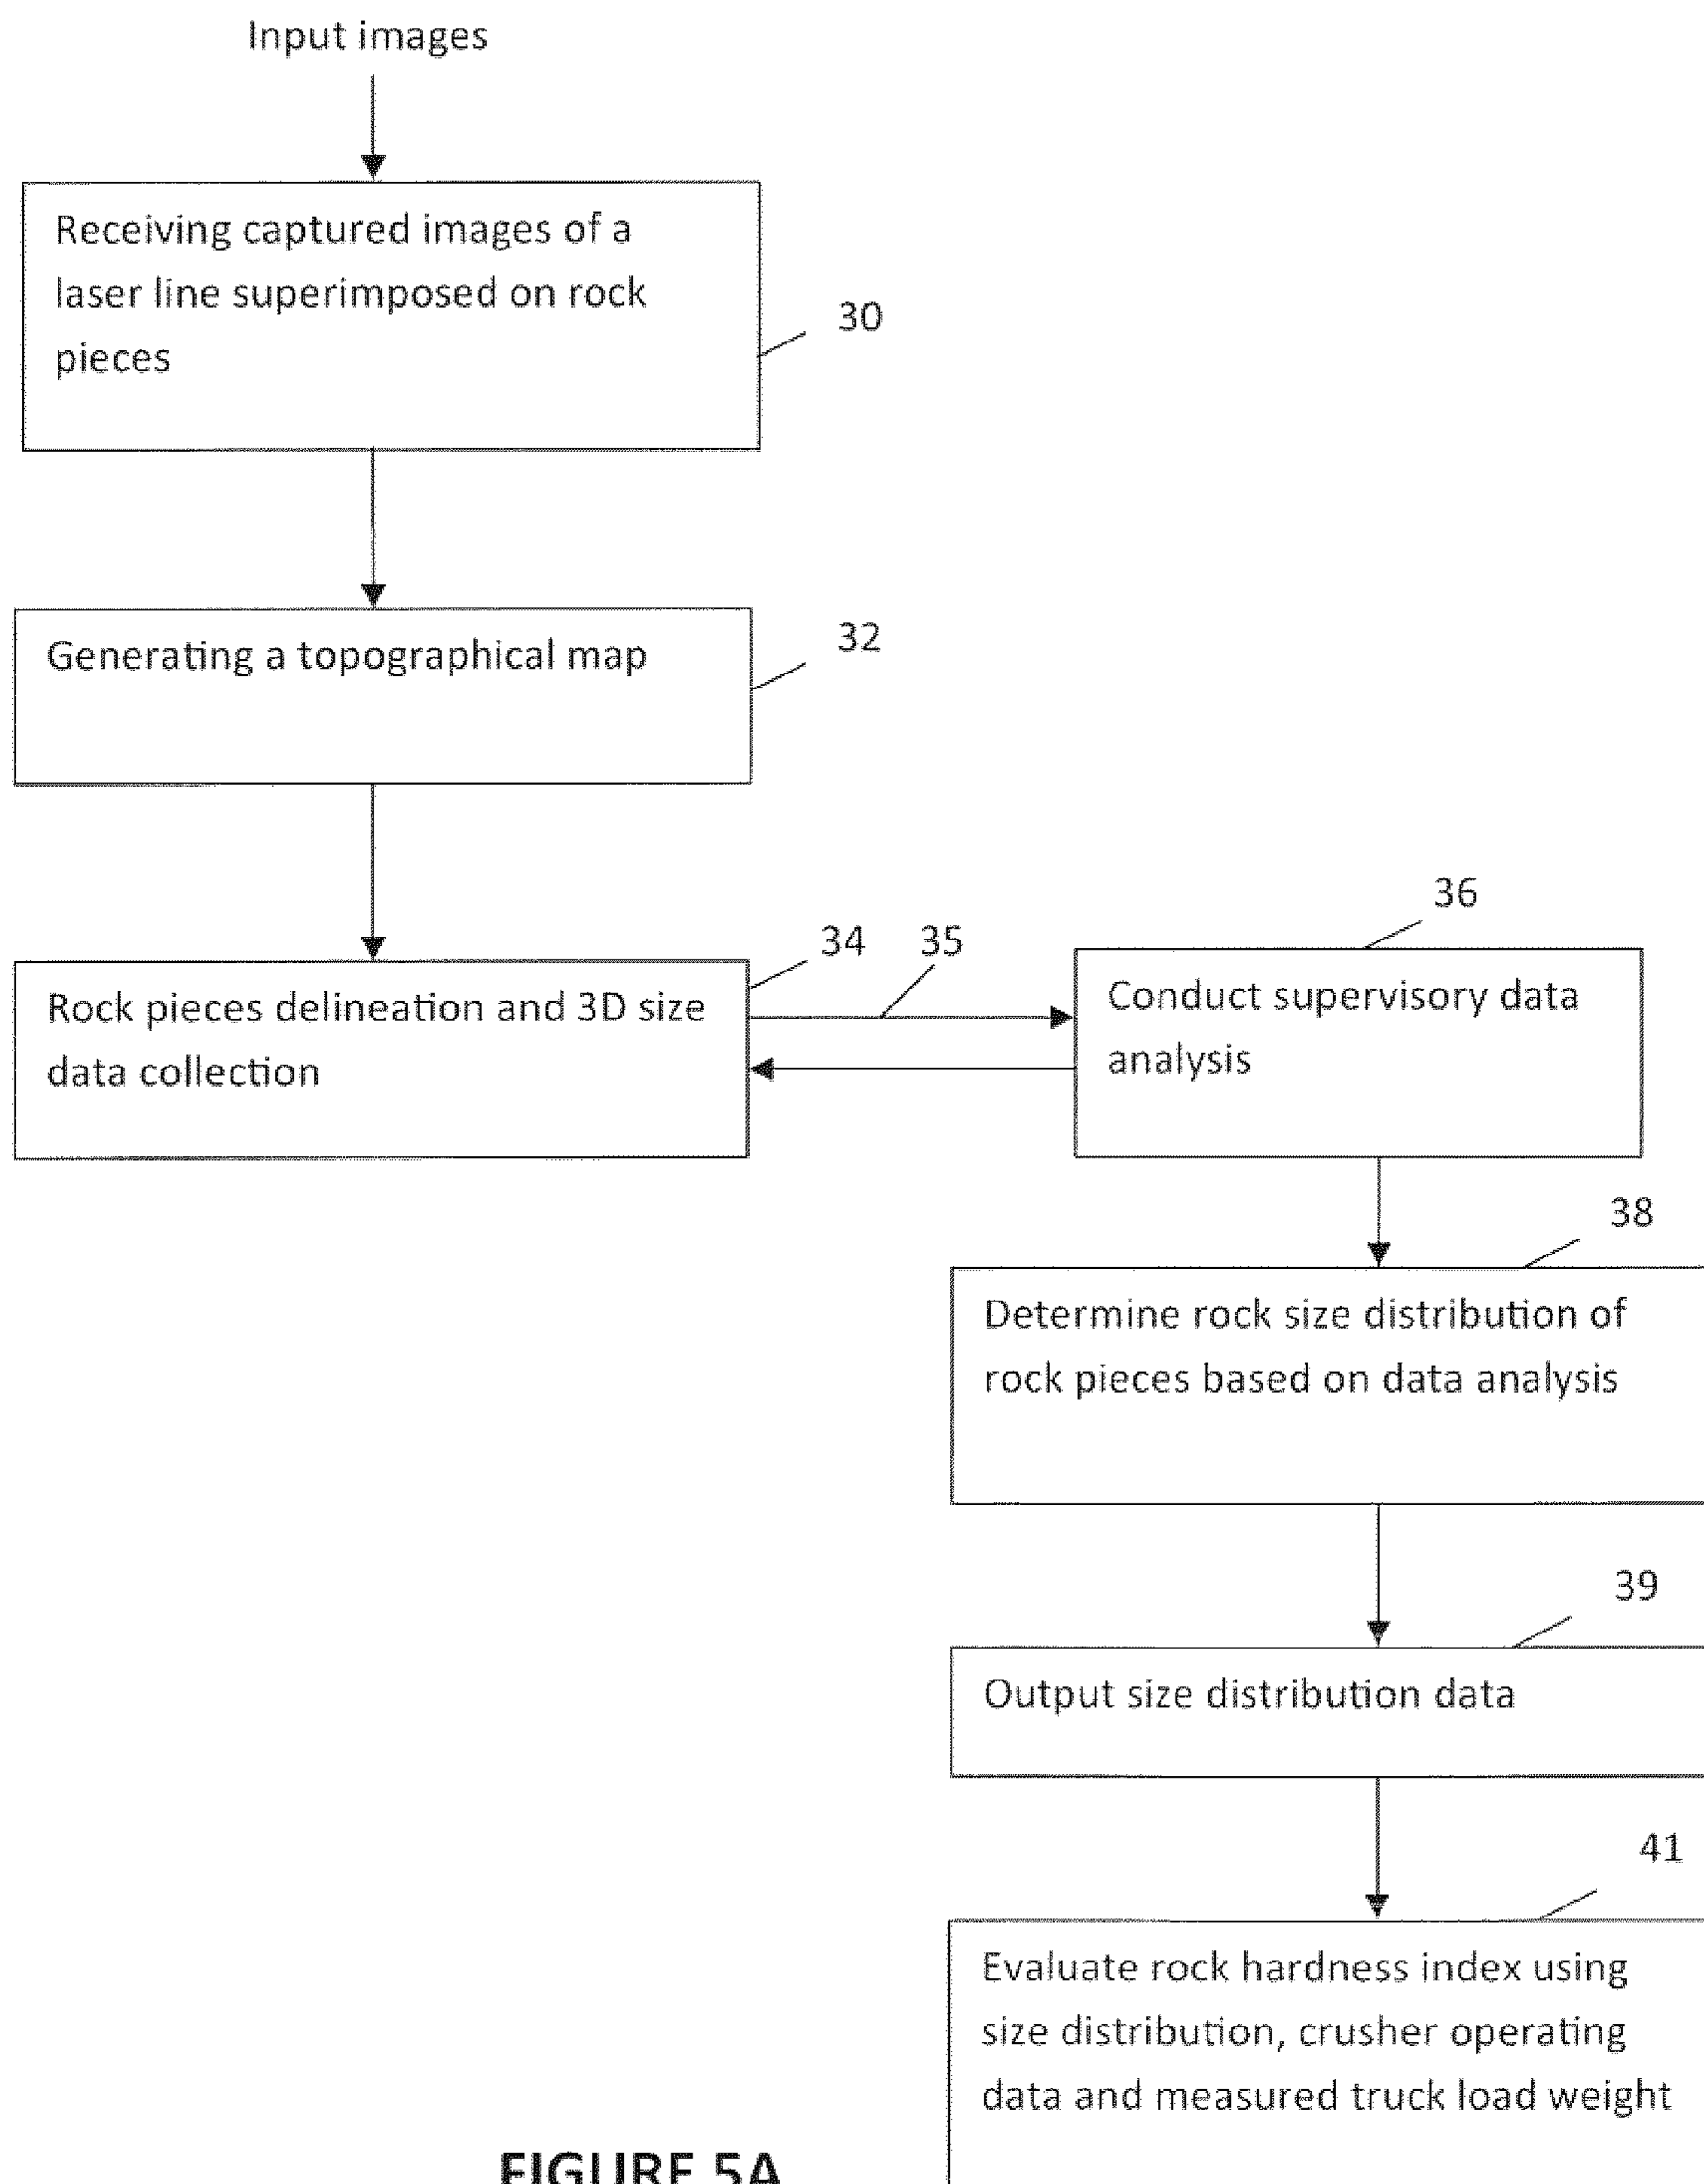 Input images
Receiving captured images of a
laser line superimposed on rock
pieces
30
Generating a topographical map
32
34
35
36
Rock pieces delineation and 3D size
data collection
Conduct supervisory data
analysis
38
Determine rock size distribution of
rock pieces based on data analysis
39
Output size distribution data
41
Evaluate rock hardness index using
size distribution, crusher operating
data and measured truck load weight
FIGURE 5A